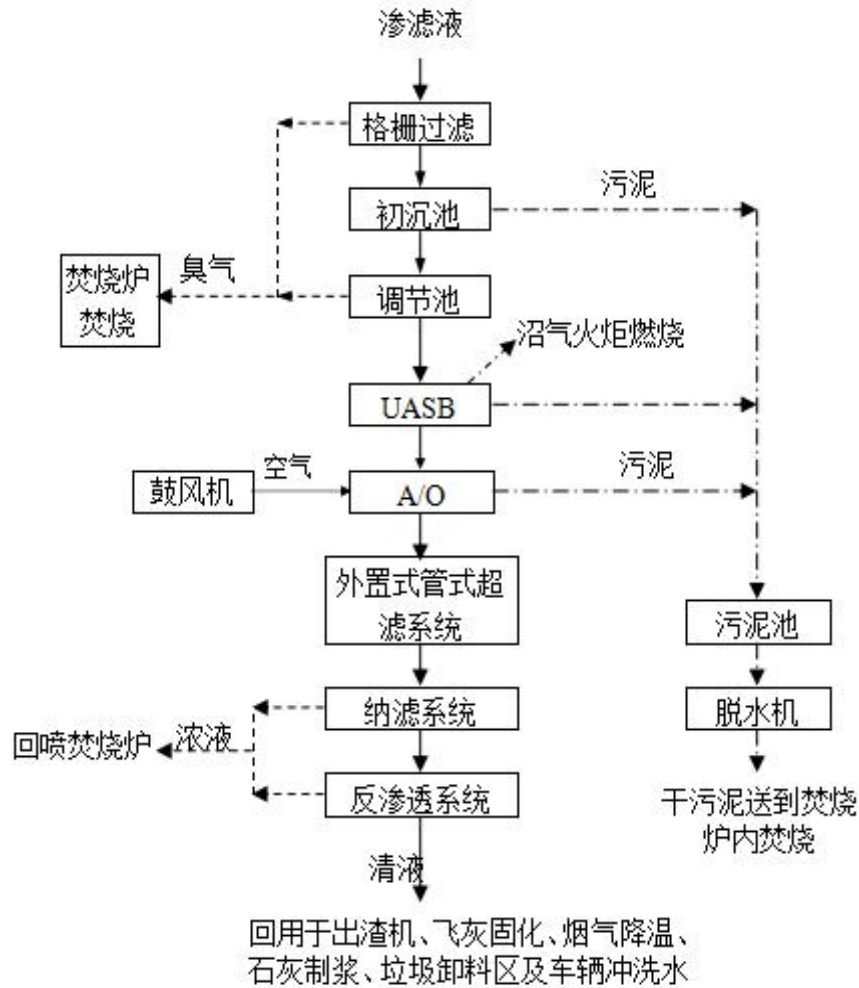 渗滤液
格栅过滤
污泥
初沉池
臭气
焚烧炉
焚烧
调节池
沼气火炬燃烧
UASB
空气
污泥
鼓风机
A/O
外置式管式超
滤系统
污泥池
纳滤系统
脱水机
回喷焚烧炉
浓液
反渗透系统
干污泥送到焚烧
炉内焚烧
清液
回用于出渣机、飞灰固化、烟气降温、
石灰制浆、垃圾卸料区及车辆冲洗水